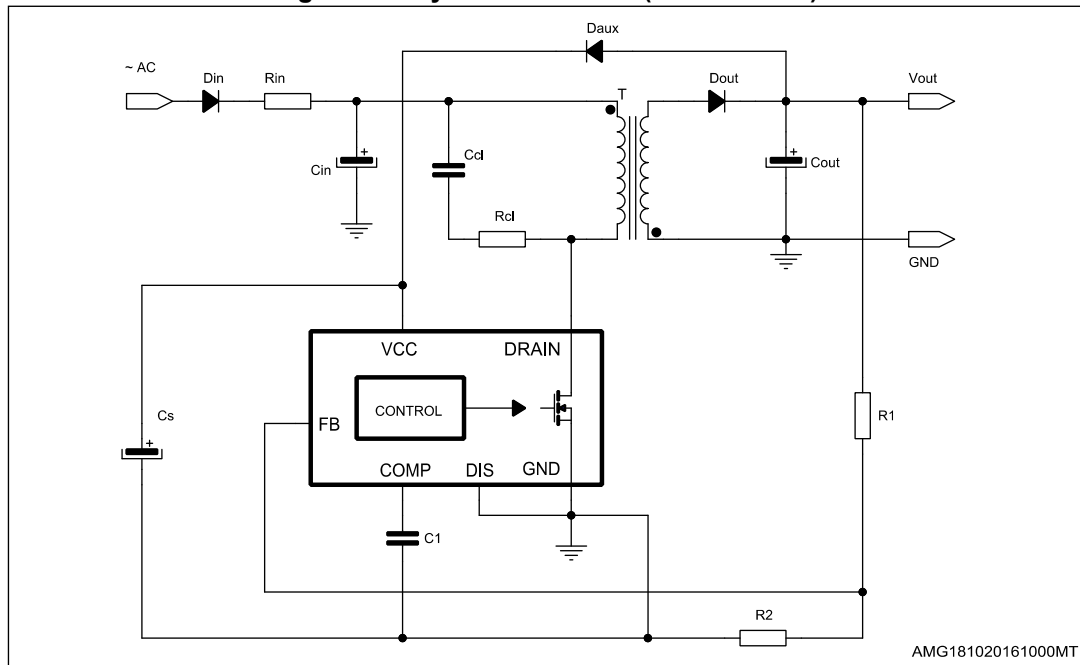 Daux
~ AC
Din
Rin
T
Dout
Vout
+
Cin
Ccl
+
Cout
Rcl
GND
VCC
DRAIN
Cs
+
FB
CONTROL
R1
COMP
DIS
GND
C1
R2
AMG181020161000MT